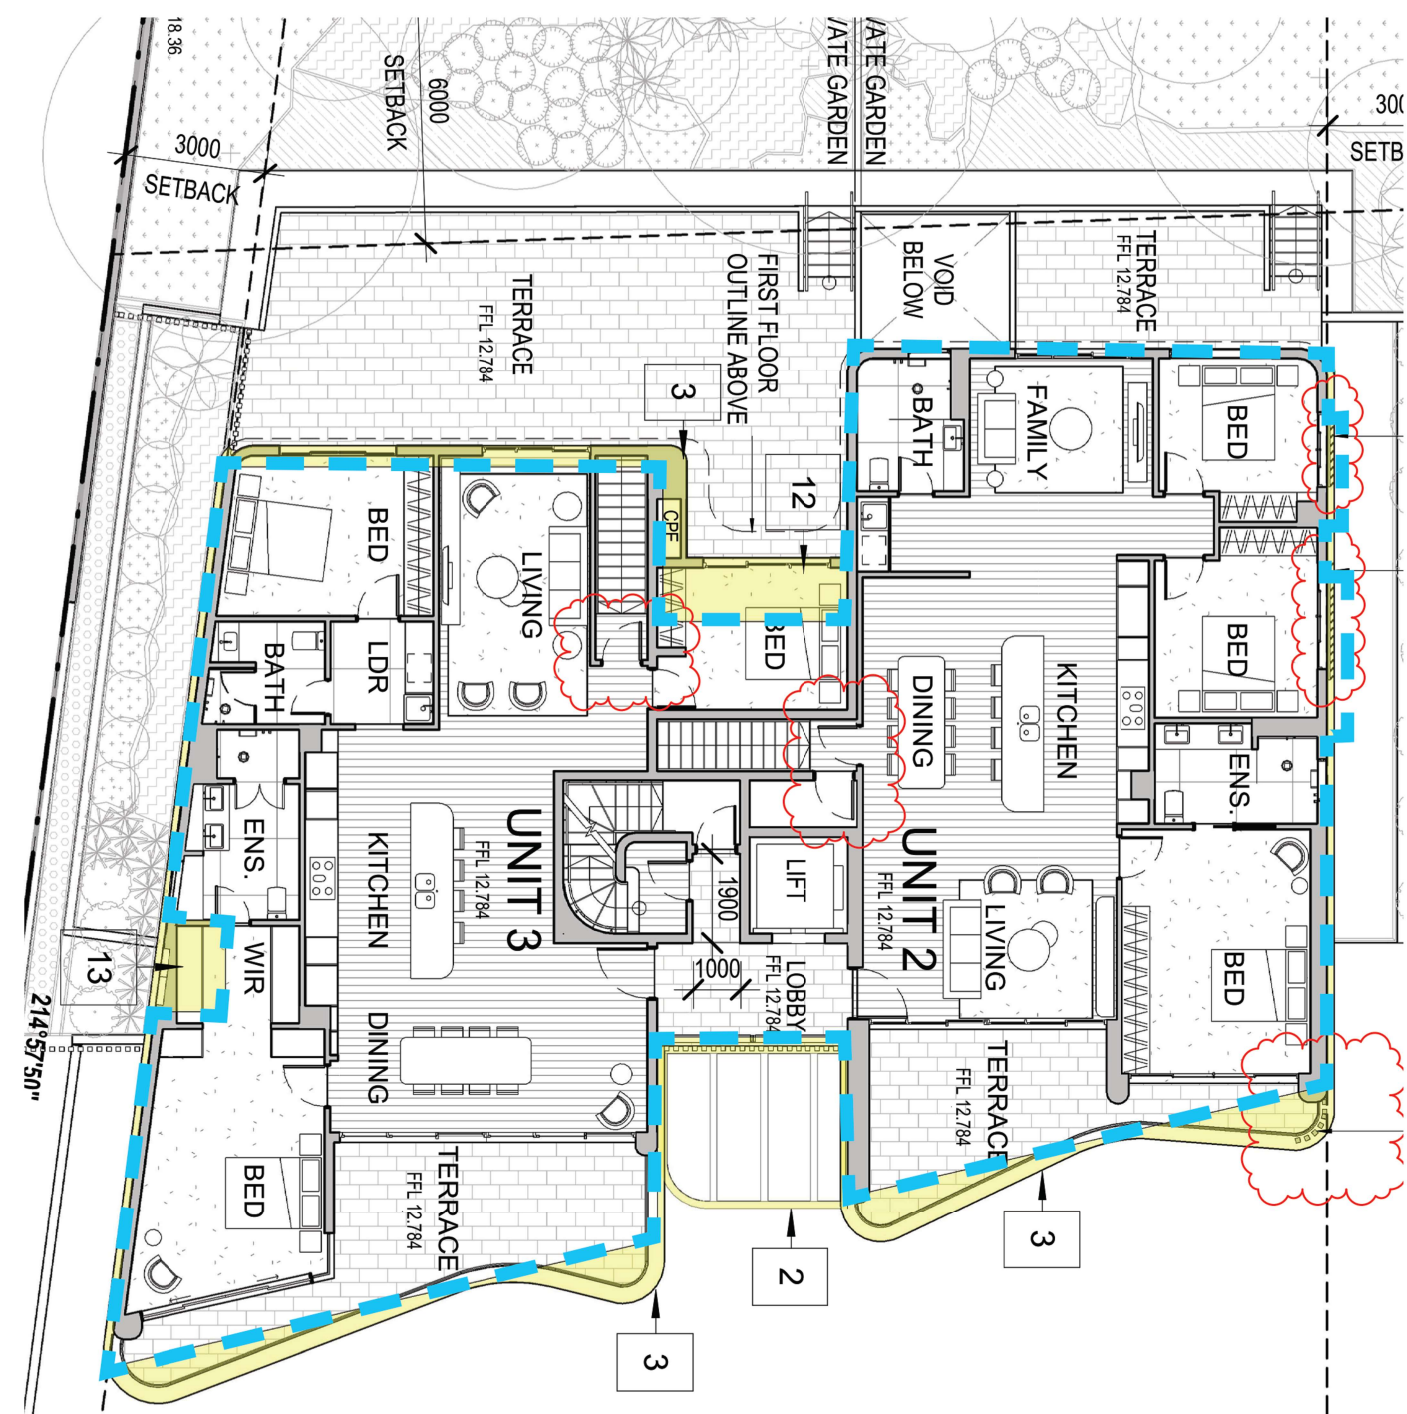 18.36
3000
SETBACK
6000
SETBACK
VATE GARDEN
VATE GARDEN
300
SETB
TERRACE
FFL 12.784
FIRST FLOOR
OUTLINE ABOVE
VOID
BELOW
TERRACE
FFL 12.784
3
12
CPF
BED
LIVING
BED
BATH
FAMILY
BED
BED
BATH
LDR
DINING
KITCHEN
ENS.
ENS.
KITCHEN
UNIT 3
FFL 12.784
1900
LIFT
UNIT 2
FFL 12.784
LIVING
BED
WIR
13
1000
LOBBY
FFL 12.784
214°57'50"
DINING
TERRACE
FFL 12.784
BED
TERRACE
FFL 12.784
3
2
3